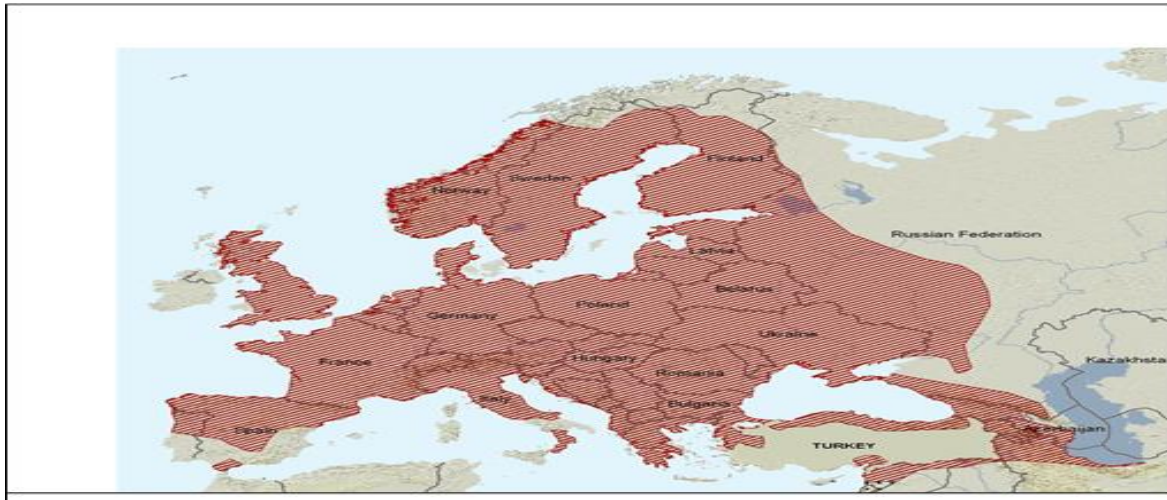 Finland
Norway
Sweden
Russian Federation
Latvia
Belarus
Poland
Germany
Ukraine
France
Hungary
Kazakhsta
Romania
Italy
Bulgaria
Spain
Azerbaijan
TURKEY